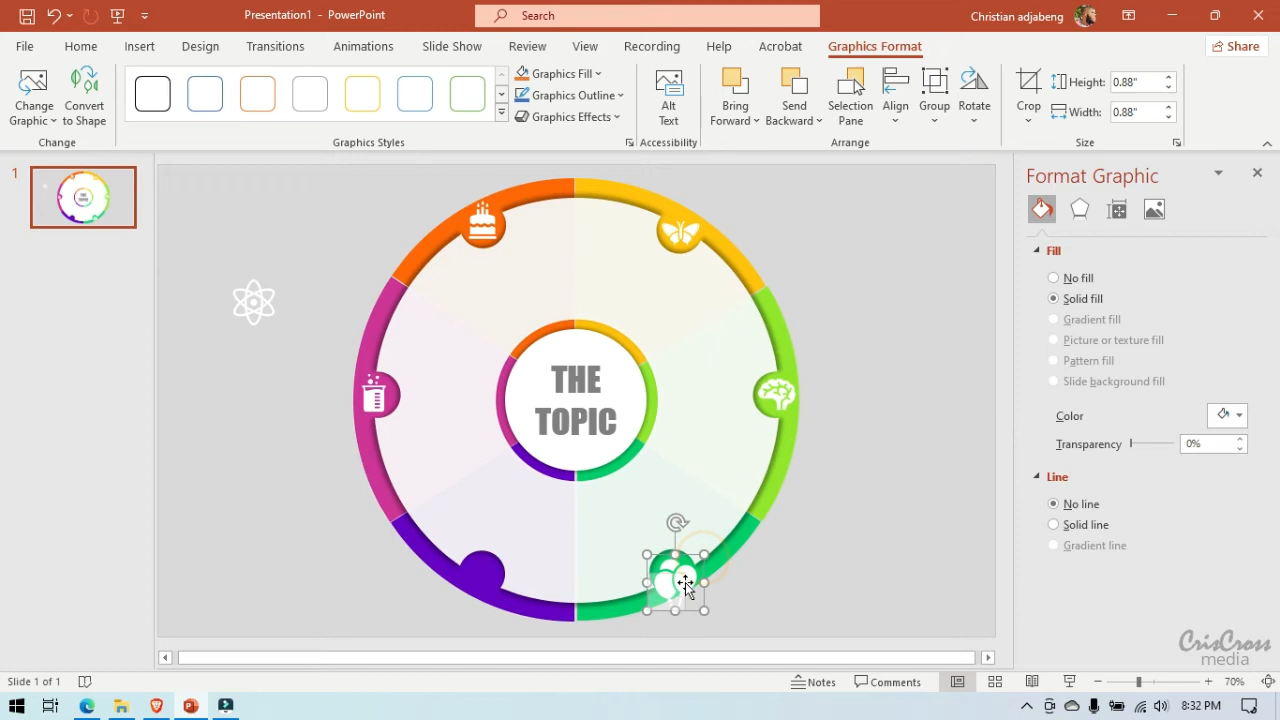 Presentation1 - PowerPoint
Search
Christian adjabeng
File Home Insert Design Transitions Animations Slide Show Review View Recording Help Acrobat Graphics Format
Share
Change Graphic
Convert to Shape
Change
Graphics Fill
Graphics Outline
Graphics Effects
Graphics Styles
Alt Text
Accessibility
Bring Forward
Send Backward
Selection Pane
Align
Group
Rotate
Arrange
Crop
Height: 0.88"
Width: 0.88"
Size
1
THE
TOPIC
THE
TOPIC
Format Graphic
Fill
No fill
Solid fill
Gradient fill
Picture or texture fill
Pattern fill
Slide background fill
Color
Transparency 0%
Line
No line
Solid line
Gradient line
CrisCross
media
Slide 1 of 1
Notes
Comments
70%
8:32 PM